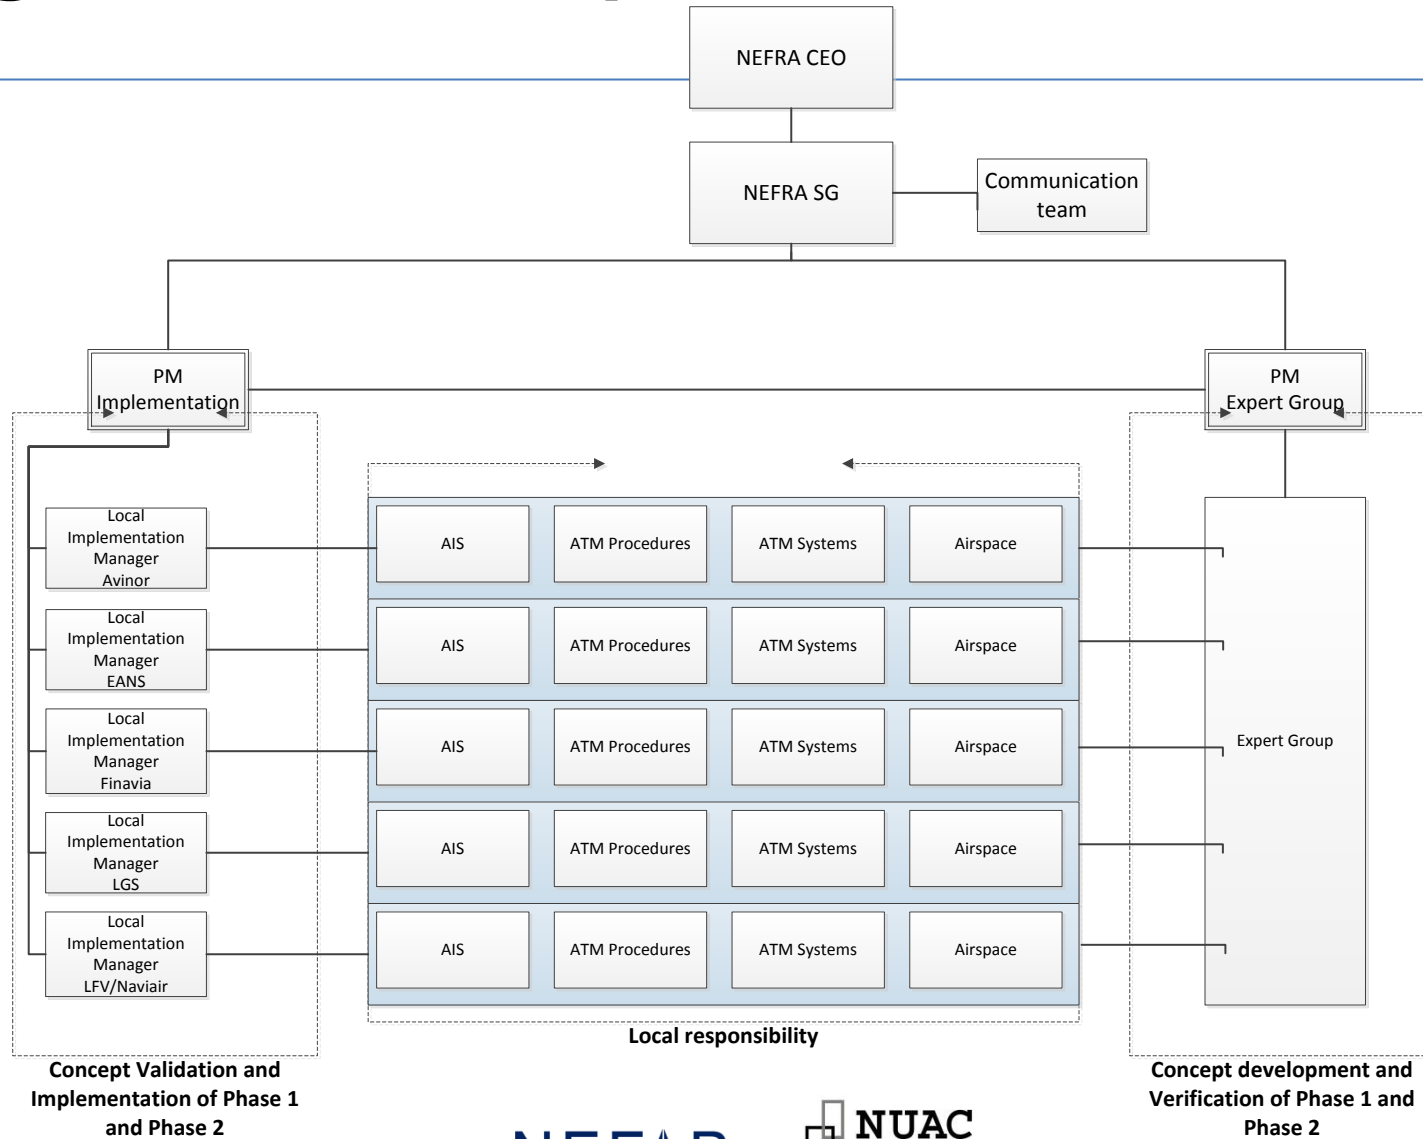 NEFRA CEO
NEFRA SG
Communication
team
PM
Implementation
PM
Expert Group
Local
Implementation
Manager
Avinor
AIS
ATM Procedures
ATM Systems
Airspace
Local
Implementation
Manager
EANS
AIS
ATM Procedures
ATM Systems
Airspace
Local
Implementation
Manager
Finavia
AIS
ATM Procedures
ATM Systems
Airspace
Expert Group
Local
Implementation
Manager
LGS
AIS
ATM Procedures
ATM Systems
Airspace
Local
Implementation
Manager
LFV/Naviair
AIS
ATM Procedures
ATM Systems
Airspace
Local responsibility
Concept Validation and
Implementation of Phase 1
and Phase 2
Concept development and
Verification of Phase 1 and
Phase 2
NUAC